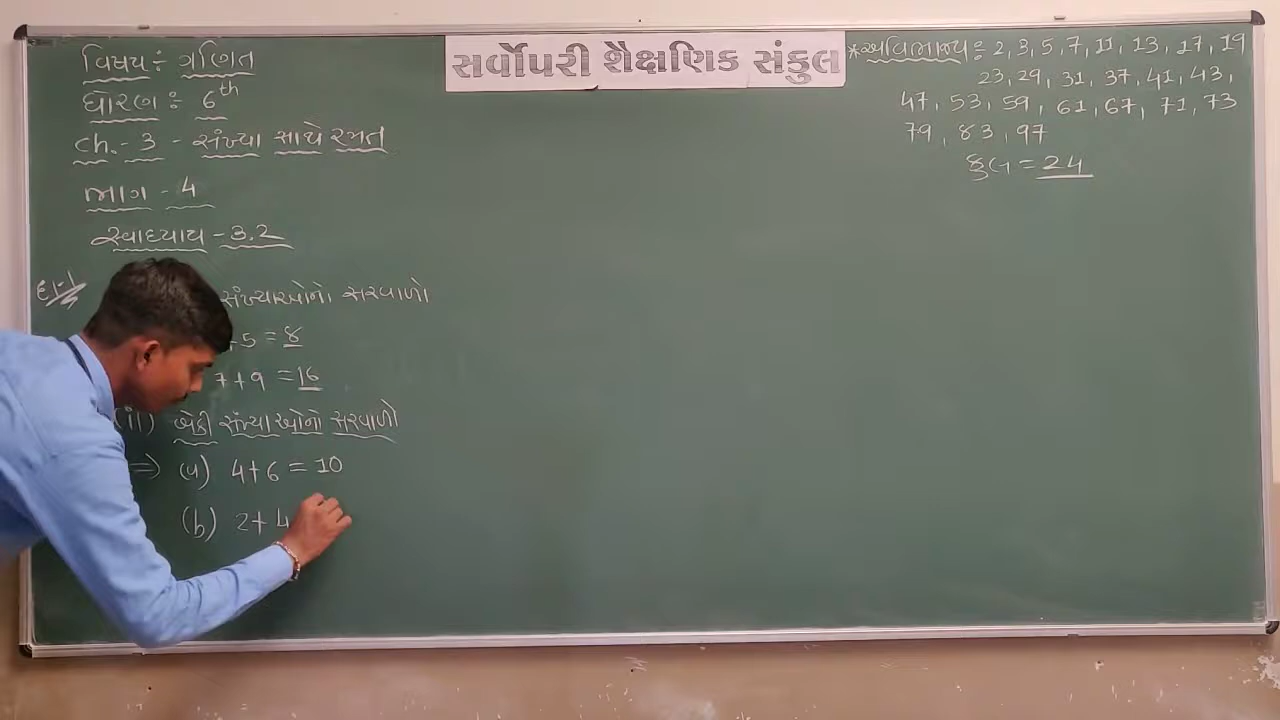 વિષય : ગણિત
ધોરણ : 6th
ch. - 3 - સંખ્યા સાથે રમત
ભાગ - 4
સ્વાધ્યાય - 3.2
દા-1
સંખ્યાઓનો સરવાળો
+5 = 8
7+9 = 16
(ii) બેકી સંખ્યાઓનો સરવાળો
⇒ (a) 4+6 = 10
(b) 2+4
સર્વોપરી શૈક્ષણિક સંકુલ
*અવિભાજ્ય : 2, 3, 5, 7, 11, 13, 17, 19
23, 29, 31, 37, 41, 43,
47, 53, 59, 61, 67, 71, 73
79, 83, 97
કુલ = 24